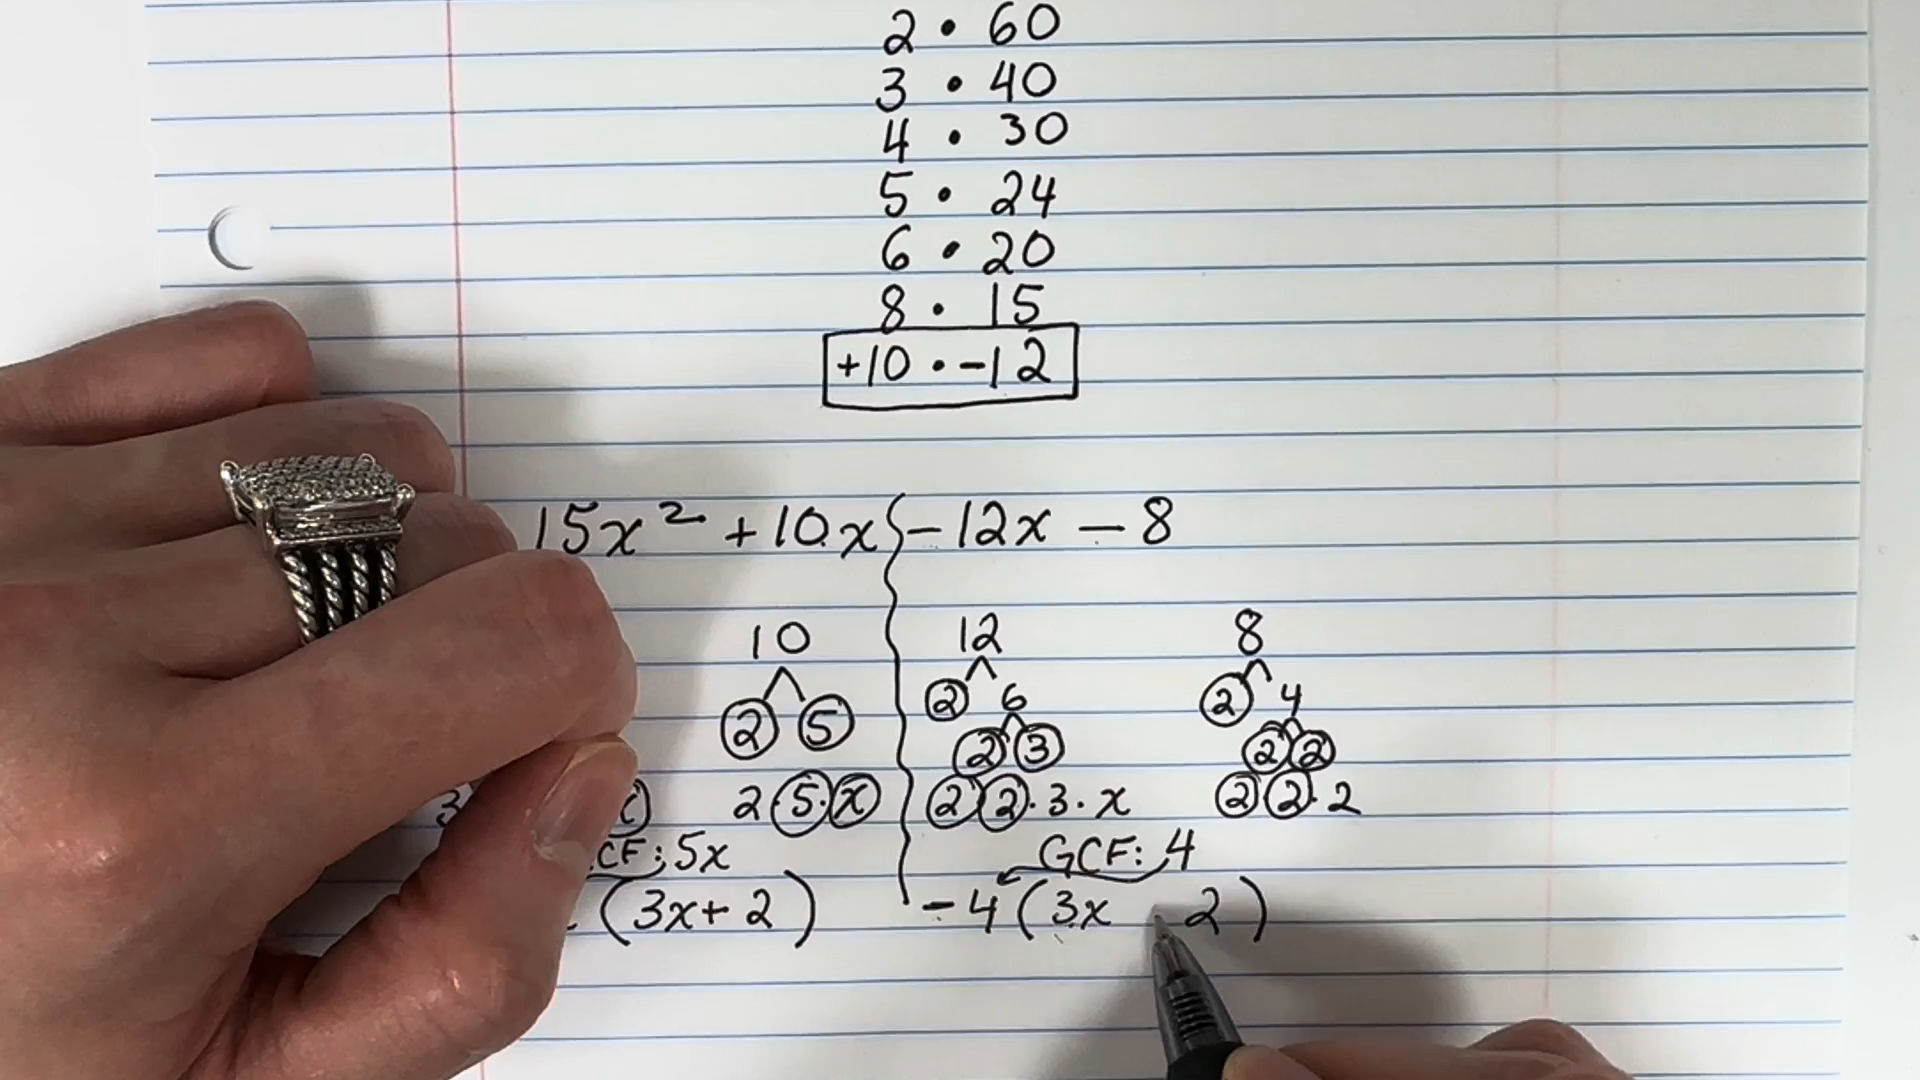 2 • 60
3 • 40
4 • 30
5 • 24
6 • 20
8 • 15
+10 • -12
15x² + 10x - 12x - 8
10 12 8
2 5 2 6 2 4
2 3 2 2
3 2·5·x 2·2·3·x 2·2·2
CF: 5x GCF: 4
(3x+2) -4(3x 2)